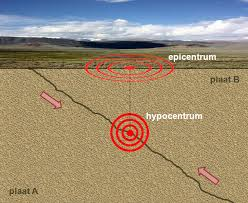 epicentrum
plaat B
hypocentrum
plaat A